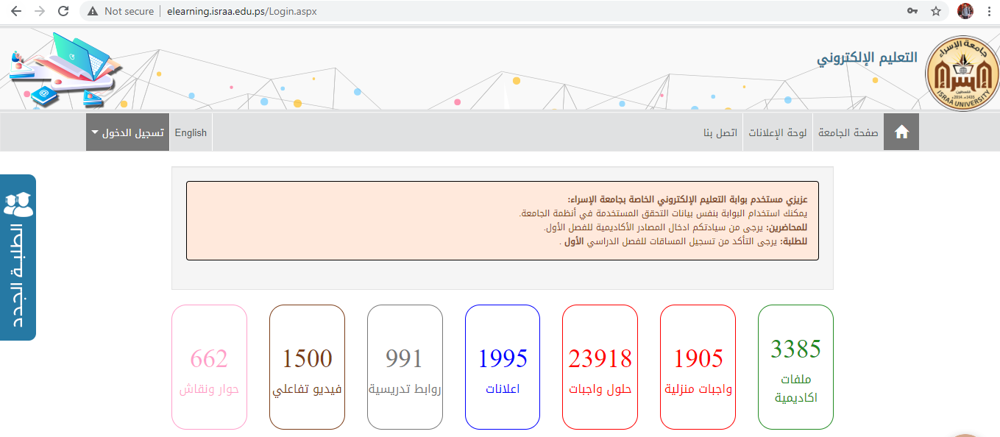 Not secure | elearning.israa.edu.ps/Login.aspx
التعليم الإلكتروني
جامعة الإسراء
الإسراء
فلسطين
1435هـ - 2014م
ISRAA UNIVERSITY
صفحة الجامعة
لوحة الإعلانات
اتصل بنا
English
تسجيل الدخول
الطلبة الجدد
عزيزي مستخدم بوابة التعليم الإلكتروني الخاصة بجامعة الإسراء:
يمكنك استخدام البوابة بنفس بيانات التحقق المستخدمة في أنظمة الجامعة.
للمحاضرين: يرجى من سيادتكم ادخال المصادر الأكاديمية للفصل الأول.
للطلبة: يرجى التأكد من تسجيل المساقات للفصل الدراسي الأول .
3385
ملفات
اكاديمية
1905
واجبات منزلية
23918
حلول واجبات
1995
اعلانات
991
روابط تدريسية
1500
فيديو تفاعلي
662
حوار ونقاش